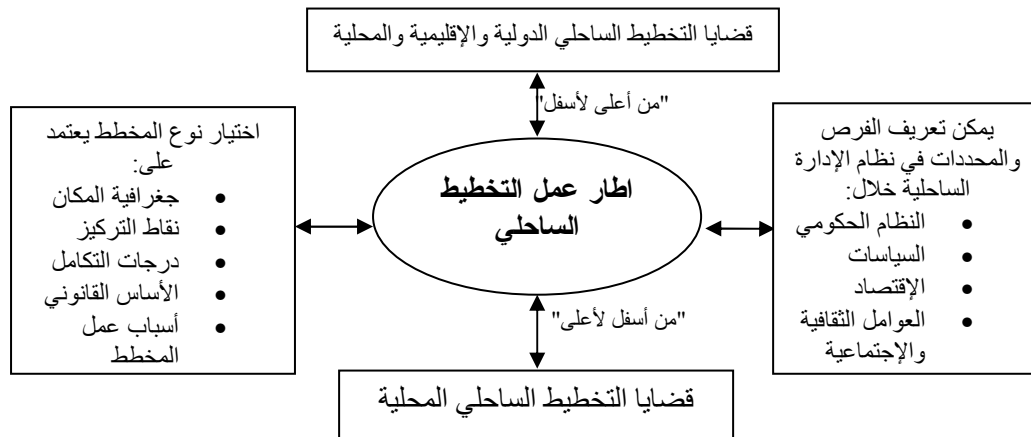 قضايا التخطيط الساحلي الدولية والإقليمية والمحلية
"من أعلى لأسفل"
يمكن تعريف الفرص
والمحددات في نظام الإدارة
الساحلية خلال:
• النظام الحكومي
• السياسات
• الإقتصاد
• العوامل الثقافية
والإجتماعية
اطار عمل التخطيط
الساحلي
اختيار نوع المخطط يعتمد
على:
• جغرافية المكان
• نقاط التركيز
• درجات التكامل
• الأساس القانوني
• أسباب عمل
المخطط
"من أسفل لأعلى"
قضايا التخطيط الساحلي المحلية